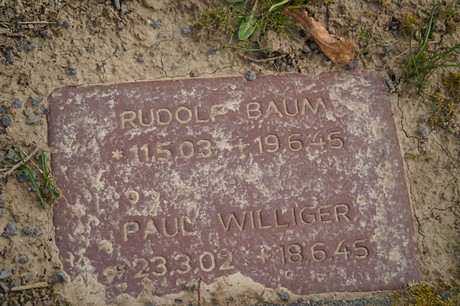 RUDOLF BAUM
* 11.5.03 + 19.6.45
PAUL WILLIGER
* 23.3.02 + 18.6.45